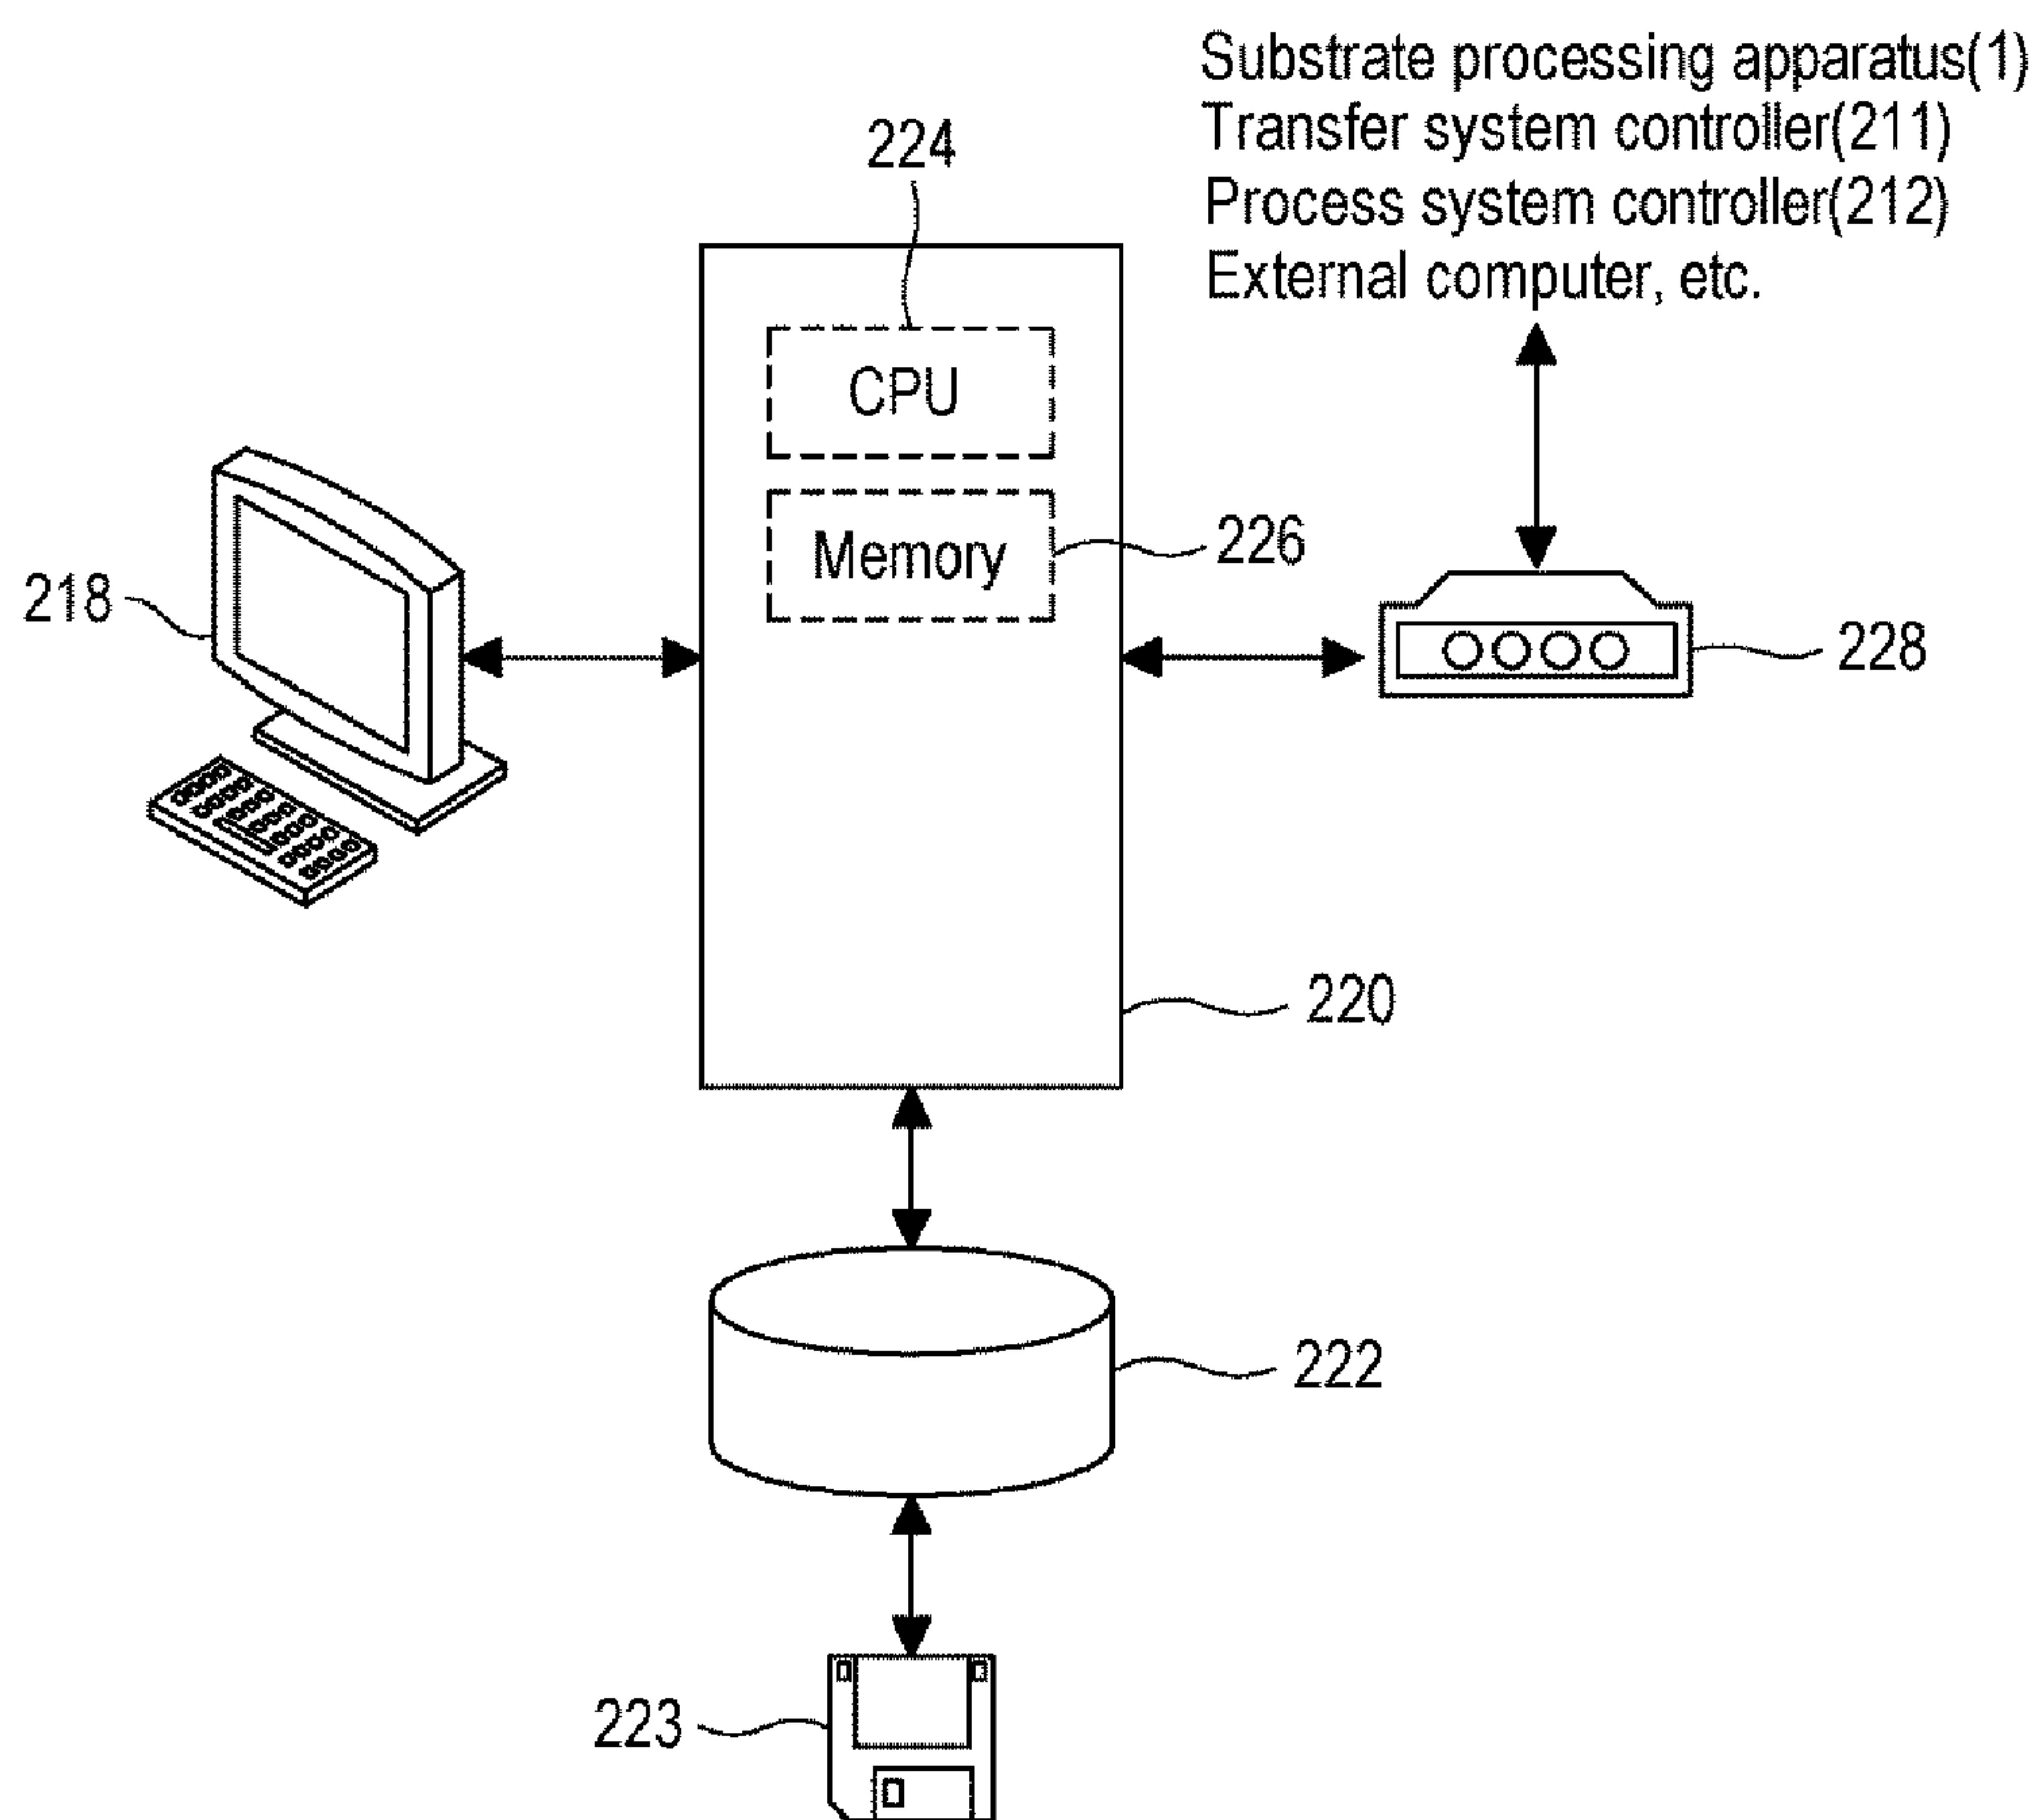 Substrate processing apparatus(1)
Transfer system controller(211)
Process system controller(212)
External computer, etc.
224
CPU
Memory
226
218
228
220
222
223